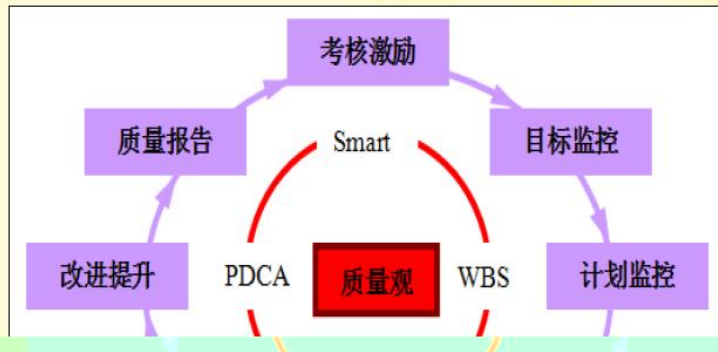 考核激励
质量报告
目标监控
Smart
改进提升
PDCA
质量观
WBS
计划监控